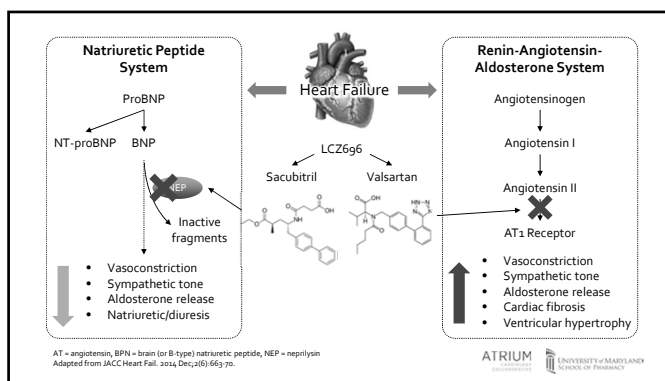 Natriuretic Peptide
System
ProBNP
NT-proBNP
BNP
NEP
Inactive
fragments
• Vasoconstriction
• Sympathetic tone
• Aldosterone release
• Natriuretic/diuresis
Heart Failure
LCZ696
Sacubitril
Valsartan
Renin-Angiotensin-
Aldosterone System
Angiotensinogen
Angiotensin I
Angiotensin II
AT1 Receptor
• Vasoconstriction
• Sympathetic tone
• Aldosterone release
• Cardiac fibrosis
• Ventricular hypertrophy
AT = angiotensin, BPN = brain (or B-type) natriuretic peptide, NEP = neprilysin
Adapted from JACC Heart Fail. 2014 Dec;2(6):663-70.
ATRIUM
CARDIOLOGY
COLLABORATIVE
UNIVERSITY of MARYLAND
SCHOOL OF PHARMACY